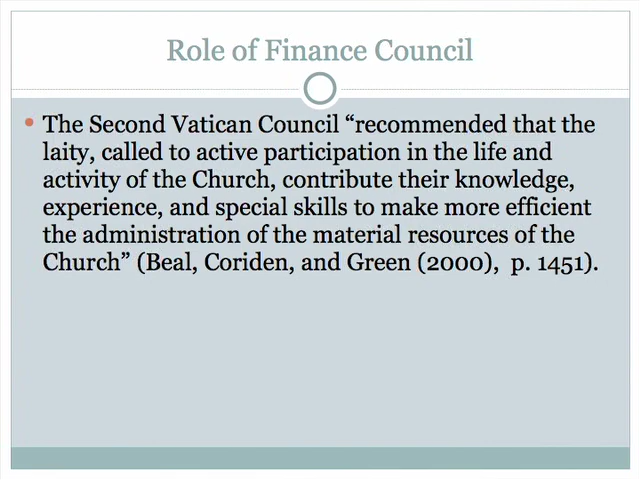 Role of Finance Council
• The Second Vatican Council “recommended that the
laity, called to active participation in the life and
activity of the Church, contribute their knowledge,
experience, and special skills to make more efficient
the administration of the material resources of the
Church” (Beal, Coriden, and Green (2000),  p. 1451).